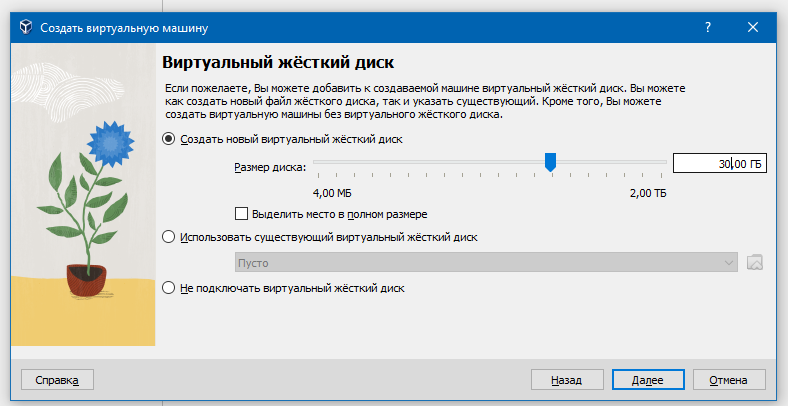 Создать виртуальную машину
Виртуальный жёсткий диск
Если пожелаете, Вы можете добавить к создаваемой машине виртуальный жёсткий диск. Вы можете
как создать новый файл жёсткого диска, так и указать существующий. Кроме того, Вы можете
создать виртуальную машины без виртуального жёсткого диска.
Создать новый виртуальный жёсткий диск
Размер диска:
30,00 ГБ
4,00 МБ
2,00 ТБ
Выделить место в полном размере
Использовать существующий виртуальный жёсткий диск
Пусто
Не подключать виртуальный жёсткий диск
Справка
Назад
Далее
Отмена